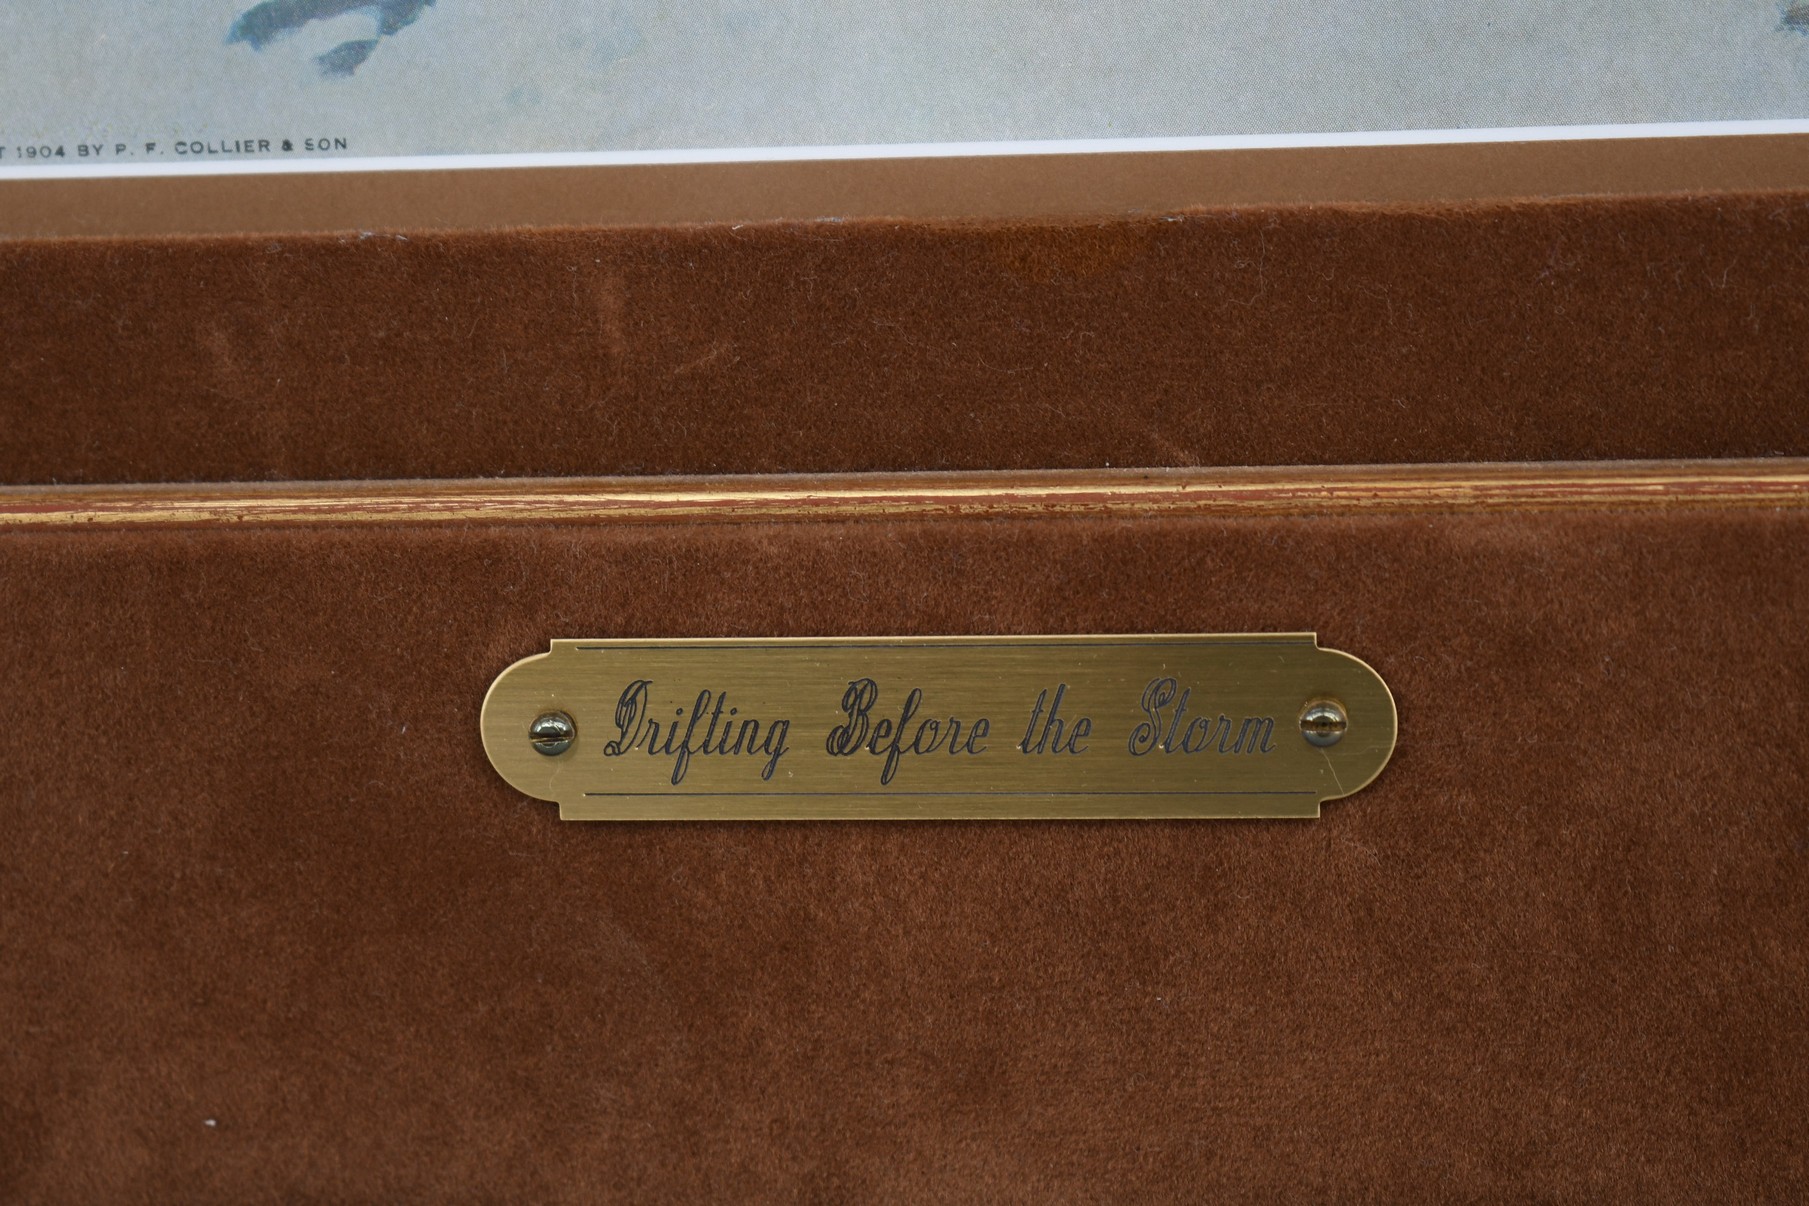 T 1904 BY P. F. COLLIER & SON
Drifting Before the Storm